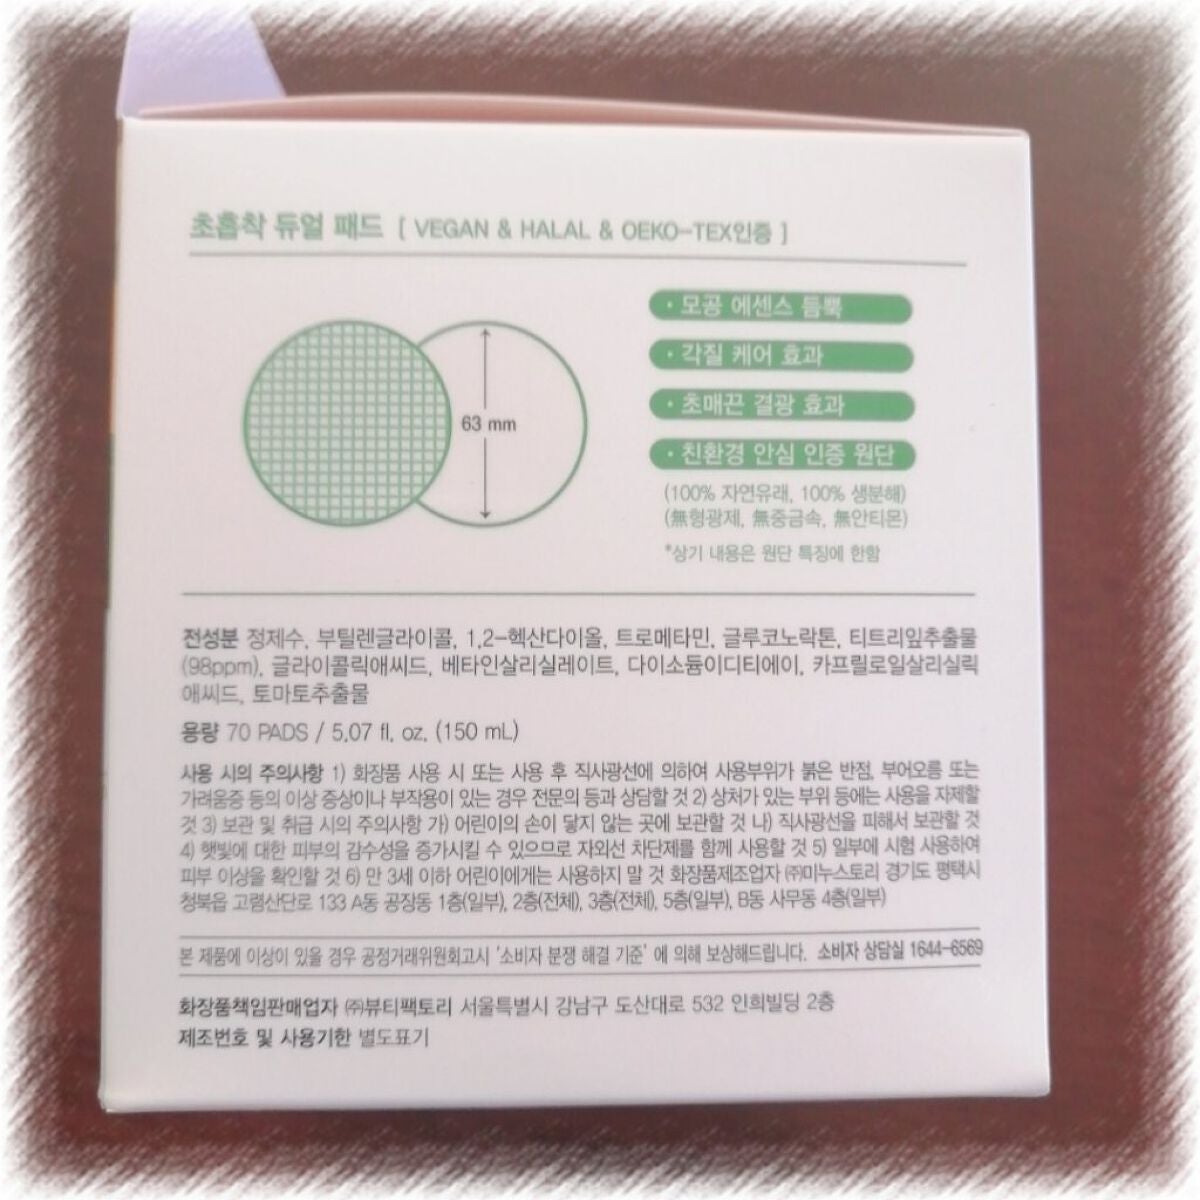 초흡착 듀얼 패드 [ VEGAN & HALAL & OEKO-TEX인증 ]
· 모공 에센스 듬뿍
· 각질 케어 효과
63 mm
· 초매끈 결광 효과
· 친환경 안심 인증 원단
(100% 자연유래, 100% 생분해)
(無형광제, 無중금속, 無안티몬)
*상기 내용은 원단 특징에 한함
전성분 정제수, 부틸렌글라이콜, 1,2-헥산다이올, 트로메타민, 글루코노락톤, 티트리잎추출물
(98ppm), 글라이콜릭애씨드, 베타인살리실레이트, 다이소듐이디티에이, 카프릴로일살리실릭
애씨드, 토마토추출물
용량 70 PADS / 5.07 fl. oz. (150 mL)
사용 시의 주의사항 1) 화장품 사용 시 또는 사용 후 직사광선에 의하여 사용부위가 붉은 반점, 부어오름 또는
가려움증 등의 이상 증상이나 부작용이 있는 경우 전문의 등과 상담할 것 2) 상처가 있는 부위 등에는 사용을 자제할
것 3) 보관 및 취급 시의 주의사항 가) 어린이의 손이 닿지 않는 곳에 보관할 것 나) 직사광선을 피해서 보관할 것
4) 햇빛에 대한 피부의 감수성을 증가시킬 수 있으므로 자외선 차단제를 함께 사용할 것 5) 일부에 시험 사용하여
피부 이상을 확인할 것 6) 만 3세 이하 어린이에게는 사용하지 말 것 화장품제조업자 ㈜미누스토리 경기도 평택시
청북읍 고렴산단로 133 A동 공장동 1층(일부), 2층(전체), 3층(전체), 5층(일부), B동 사무동 4층(일부)
본 제품에 이상이 있을 경우 공정거래위원회고시 '소비자 분쟁 해결 기준' 에 의해 보상해드립니다. 소비자 상담실 1644-6569
화장품책임판매업자 ㈜뷰티팩토리 서울특별시 강남구 도산대로 532 인희빌딩 2층
제조번호 및 사용기한 별도표기